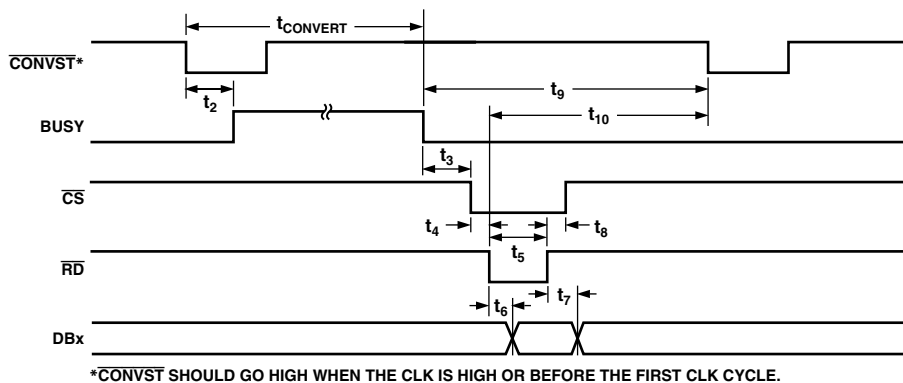 tCONVERT
CONVST*
t2
t9
t10
BUSY
t3
CS
t4
t8
t5
RD
t6
t7
DBx
*CONVST SHOULD GO HIGH WHEN THE CLK IS HIGH OR BEFORE THE FIRST CLK CYCLE.